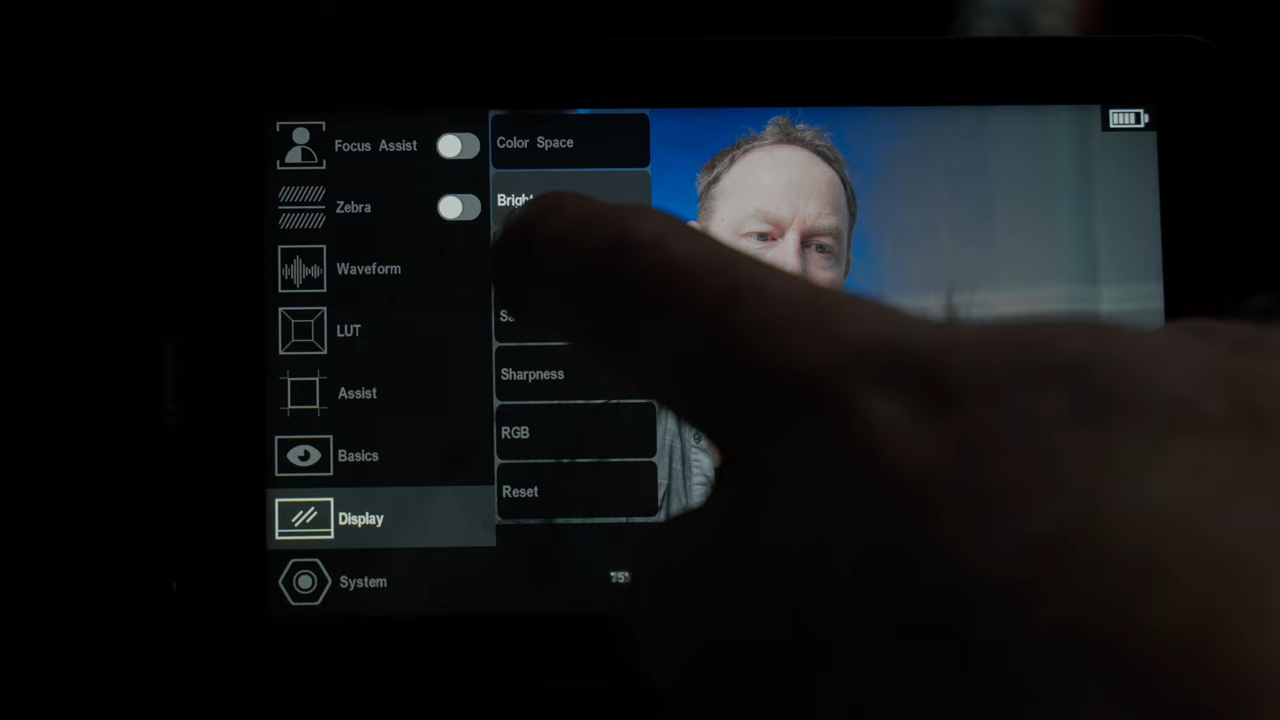 Focus Assist
Zebra
Waveform
LUT
Assist
Basics
Display
System
Color Space
Sharpness
RGB
Reset